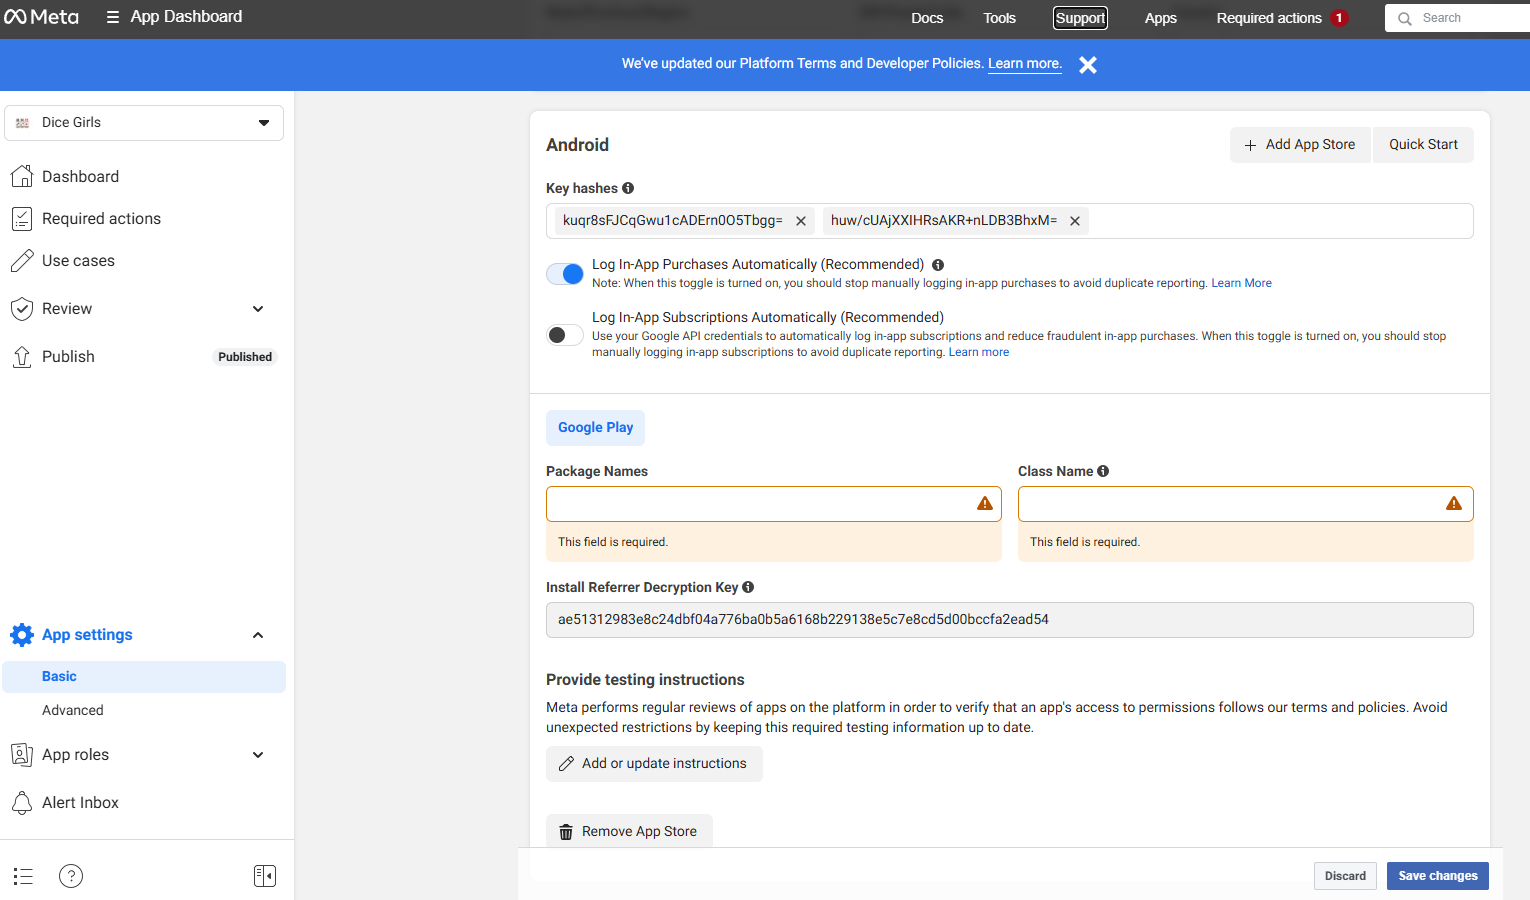 Meta
App Dashboard
Docs
Tools
Support
Apps
Required actions
1
Search
We've updated our Platform Terms and Developer Policies. Learn more.
Dice Girls
Dashboard
Required actions
Use cases
Review
Publish
Published
App settings
Basic
Advanced
App roles
Alert Inbox
Android
Add App Store
Quick Start
Key hashes
kuqr8sFJCqGwu1cADErn0O5Tbgg=
huw/cUAjXXIHRsAKR+nLDB3BhxM=
Log In-App Purchases Automatically (Recommended)
Note: When this toggle is turned on, you should stop manually logging in-app purchases to avoid duplicate reporting. Learn More
Log In-App Subscriptions Automatically (Recommended)
Use your Google API credentials to automatically log in-app subscriptions and reduce fraudulent in-app purchases. When this toggle is turned on, you should stop
manually logging in-app subscriptions to avoid duplicate reporting. Learn more
Google Play
Package Names
Class Name
This field is required.
This field is required.
Install Referrer Decryption Key
ae51312983e8c24dbf04a776ba0b5a6168b229138e5c7e8cd5d00bccfa2ead54
Provide testing instructions
Meta performs regular reviews of apps on the platform in order to verify that an app's access to permissions follows our terms and policies. Avoid
unexpected restrictions by keeping this required testing information up to date.
Add or update instructions
Remove App Store
Discard
Save changes